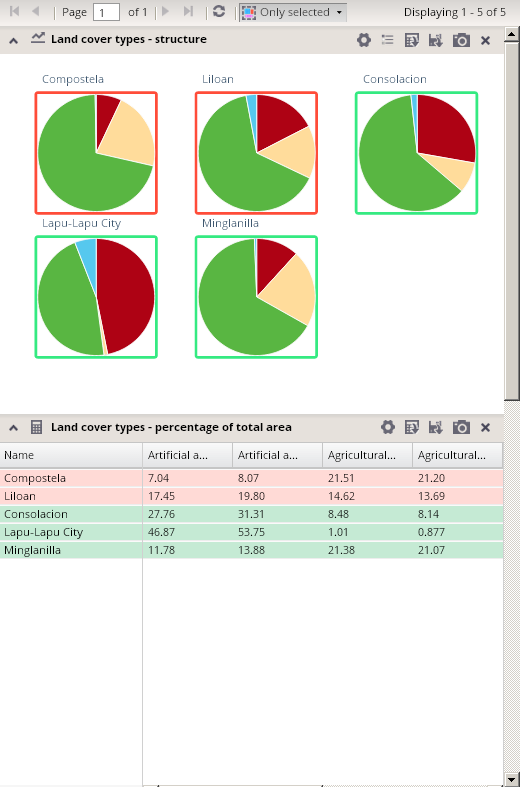 Page 1 of 1 Only selected Displaying 1 - 5 of 5
Land cover types - structure
Compostela Liloan Consolacion
Lapu-Lapu City Minglanilla
Land cover types - percentage of total area
Name Artificial a... Artificial a... Agricultural... Agricultural...
Compostela 7.04 8.07 21.51 21.20
Liloan 17.45 19.80 14.62 13.69
Consolacion 27.76 31.31 8.48 8.14
Lapu-Lapu City 46.87 53.75 1.01 0.877
Minglanilla 11.78 13.88 21.38 21.07